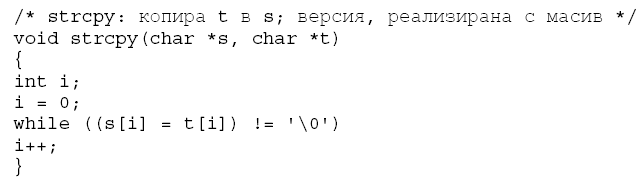 /* strcpy: копира t в s; версия, реализирана с масив */
void strcpy(char *s, char *t)
{
int i;
i = 0;
while ((s[i] = t[i]) != '\0')
i++;
}